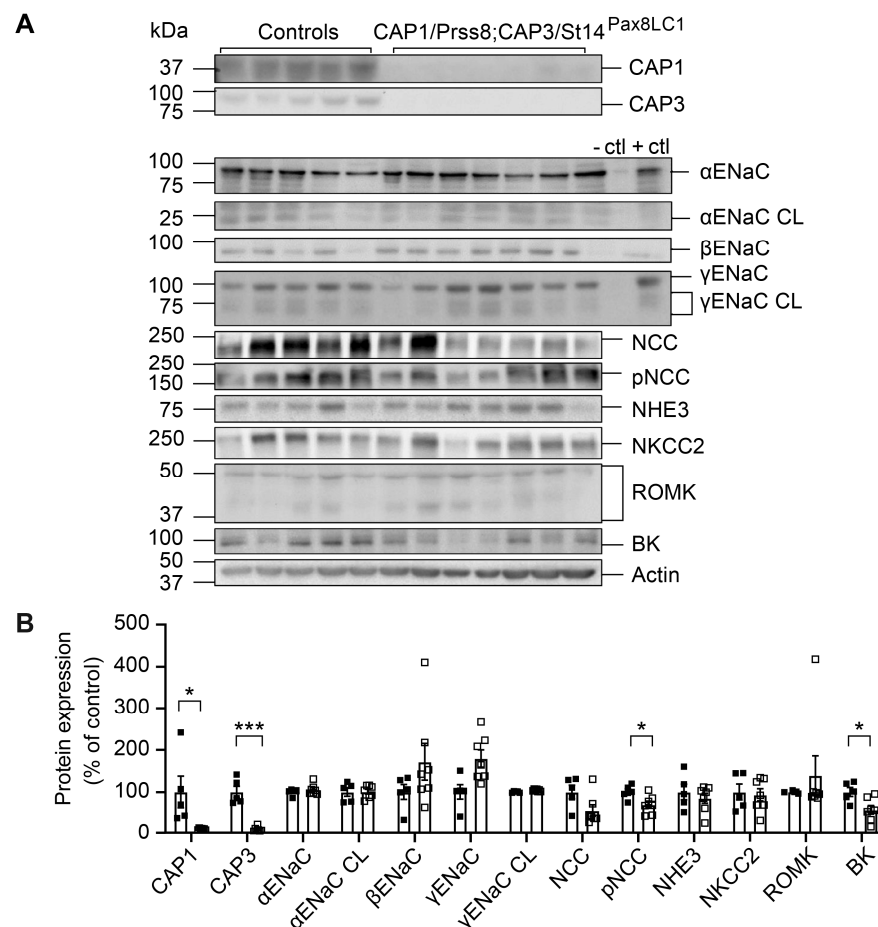 A
kDa
Controls
CAP1/Prss8;CAP3/St14 Pax8LC1
37
CAP1
100
75
CAP3
- ctl + ctl
100
75
αENaC
25
αENaC CL
100
βENaC
γENaC
100
75
γENaC CL
250
NCC
250
150
pNCC
75
NHE3
250
NKCC2
50
37
ROMK
100
BK
50
37
Actin
B
Protein expression
(% of control)
500
400
300
200
100
0
*
***
*
*
CAP1
CAP3
αENaC
αENaC CL
βENaC
γENaC
γENaC CL
NCC
pNCC
NHE3
NKCC2
ROMK
BK